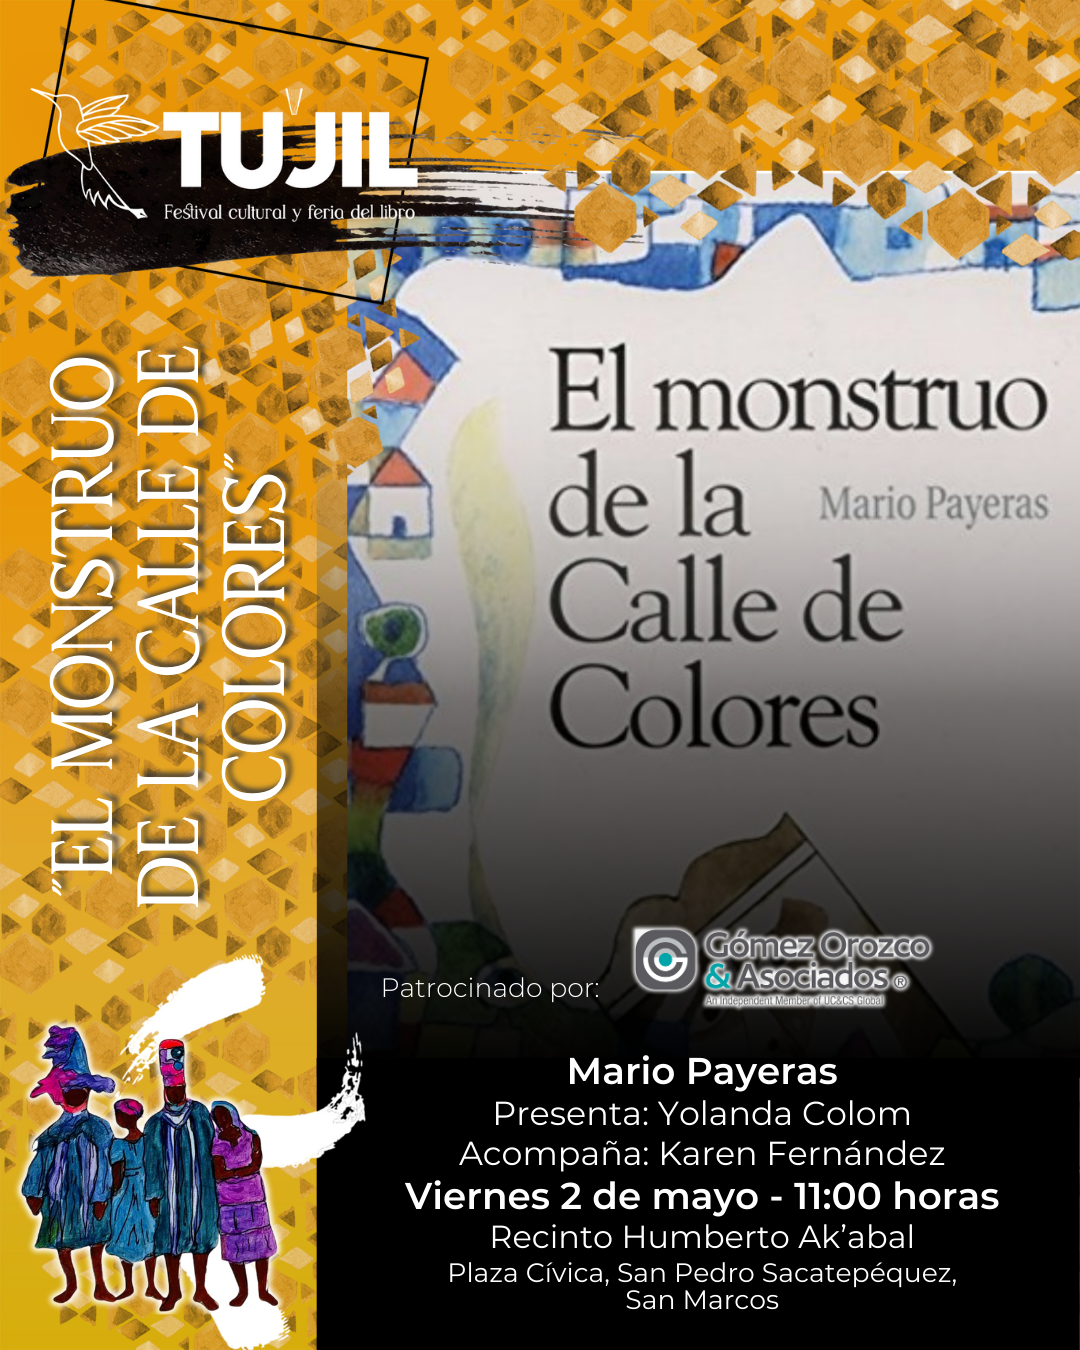 TUJIL
Festival cultural y feria del libro
"EL MONSTRUO
DE LA CALLE DE
COLORES"
El monstruo
de la
Mario Payeras
Calle de
Colores
Patrocinado por:
Gómez Orozco
& Asociados ®
An Independent Member of UC&CS Global
Mario Payeras
Presenta: Yolanda Colom
Acompaña: Karen Fernández
Viernes 2 de mayo - 11:00 horas
Recinto Humberto Ak’abal
Plaza Cívica, San Pedro Sacatepéquez,
San Marcos